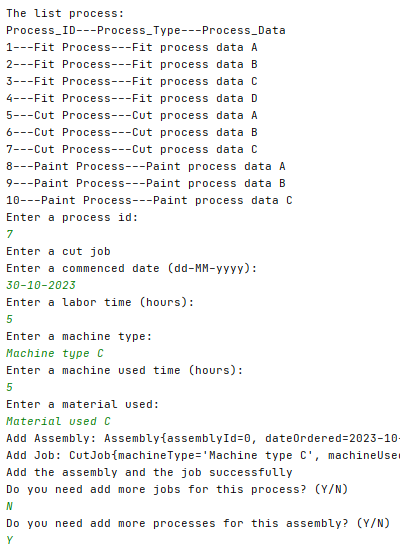 The list process:
Process_ID---Process_Type---Process_Data
1---Fit Process---Fit process data A
2---Fit Process---Fit process data B
3---Fit Process---Fit process data C
4---Fit Process---Fit process data D
5---Cut Process---Cut process data A
6---Cut Process---Cut process data B
7---Cut Process---Cut process data C
8---Paint Process---Paint process data A
9---Paint Process---Paint process data B
10---Paint Process---Paint process data C
Enter a process id:
7
Enter a cut job
Enter a commenced date (dd-MM-yyyy):
30-10-2023
Enter a labor time (hours):
5
Enter a machine type:
Machine type C
Enter a machine used time (hours):
5
Enter a material used:
Material used C
Add Assembly: Assembly{assemblyId=0, dateOrdered=2023-10-
Add Job: CutJob{machineType='Machine type C', machineUsed
Add the assembly and the job successfully
Do you need add more jobs for this process? (Y/N)
N
Do you need add more processes for this assembly? (Y/N)
Y